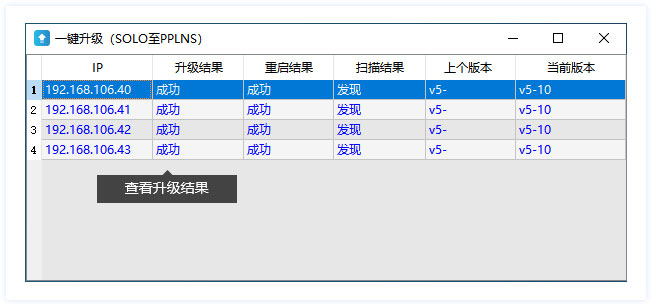 一键升级（SOLO至PPLNS）
IP 升级结果 重启结果 扫描结果 上个版本 当前版本
1 192.168.106.40 成功 成功 发现 v5- v5-10
2 192.168.106.41 成功 成功 发现 v5- v5-10
3 192.168.106.42 成功 成功 发现 v5- v5-10
4 192.168.106.43 成功 成功 发现 v5- v5-10
查看升级结果